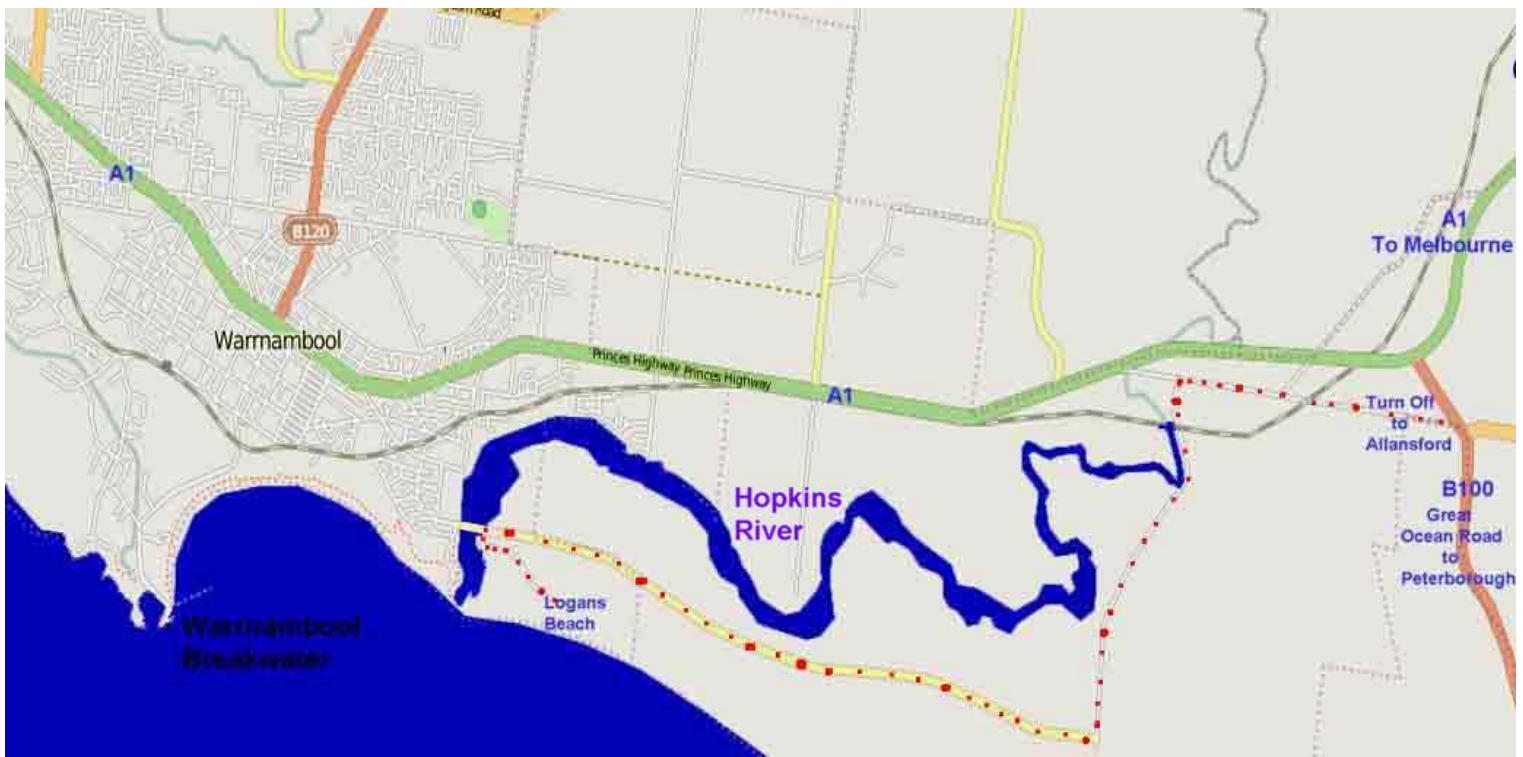 Road
A1
B120
A1
To Melbourne
Warrnambool
Princes Highway Princes Highway
A1
Turn Off
to
Allansford
Hopkins
River
B100
Great
Ocean Road
to
Peterborough
Logans
Beach
Warrnambool
Breakwater